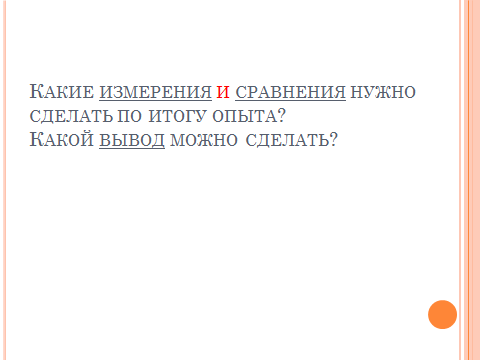 Какие измерения и сравнения нужно
сделать по итогу опыта?
Какой вывод можно сделать?